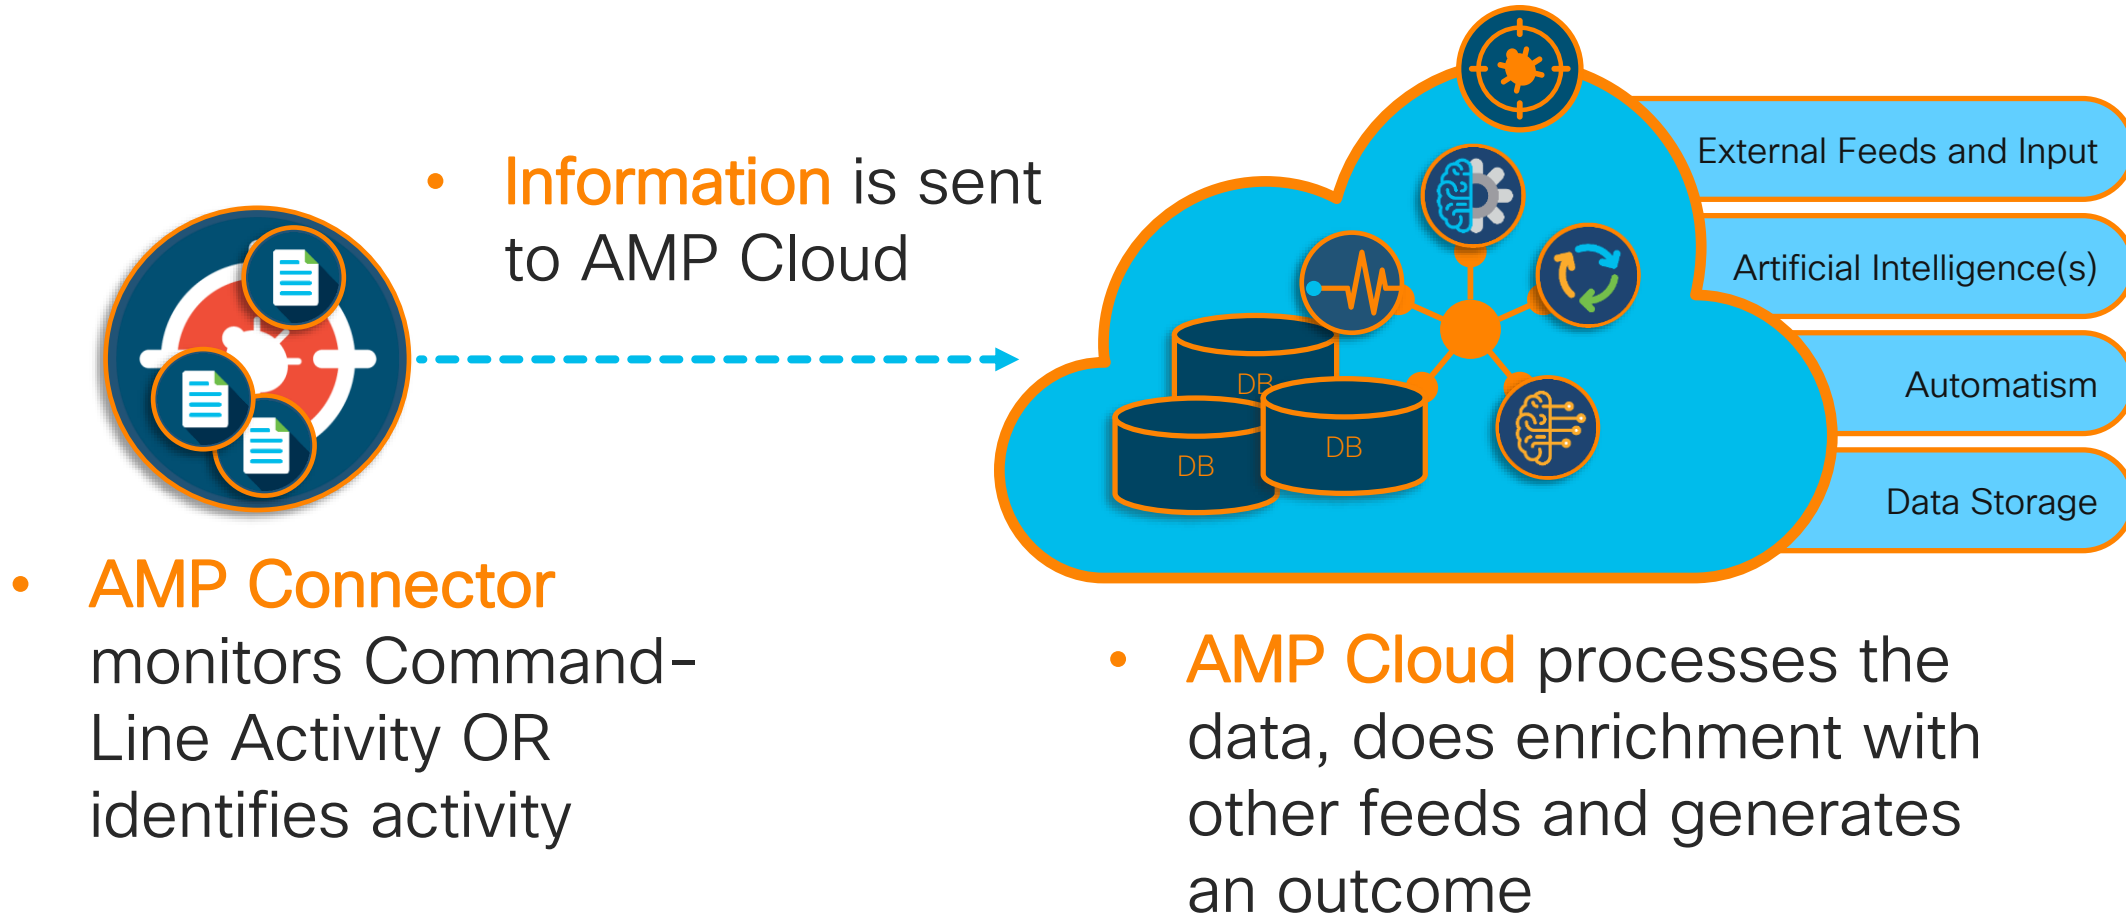 • Information is sent
to AMP Cloud
• AMP Connector
monitors Command-
Line Activity OR
identifies activity
External Feeds and Input
Artificial Intelligence(s)
Automatism
Data Storage
DB
DB
DB
• AMP Cloud processes the
data, does enrichment with
other feeds and generates
an outcome